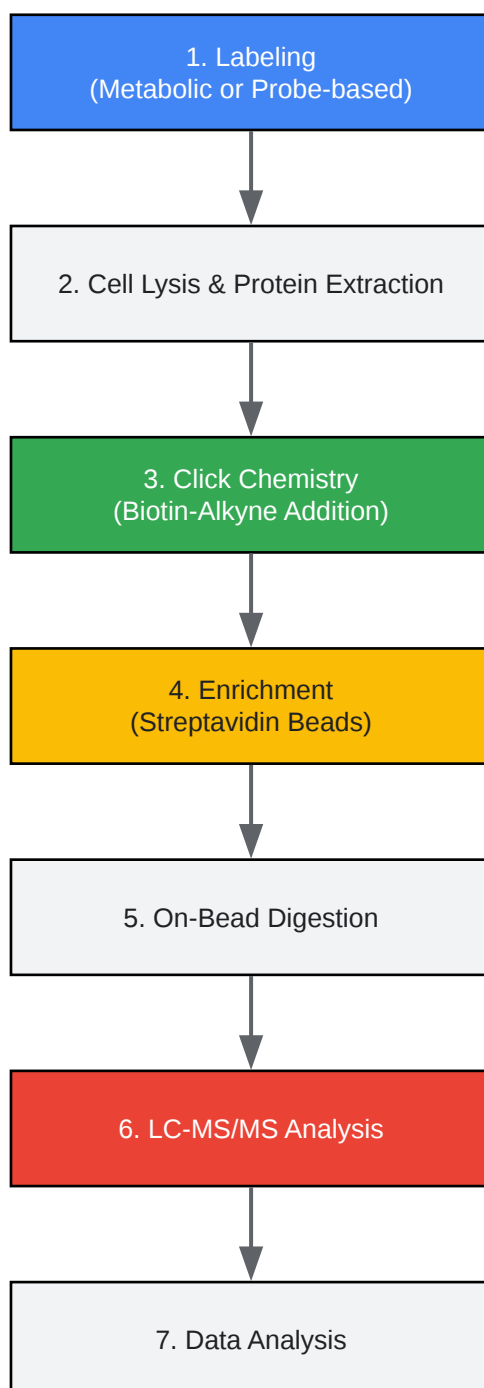 1. Labeling
(Metabolic or Probe-based)
2. Cell Lysis & Protein Extraction
3. Click Chemistry
(Biotin-Alkyne Addition)
4. Enrichment
(Streptavidin Beads)
5. On-Bead Digestion
6. LC-MS/MS Analysis
7. Data Analysis